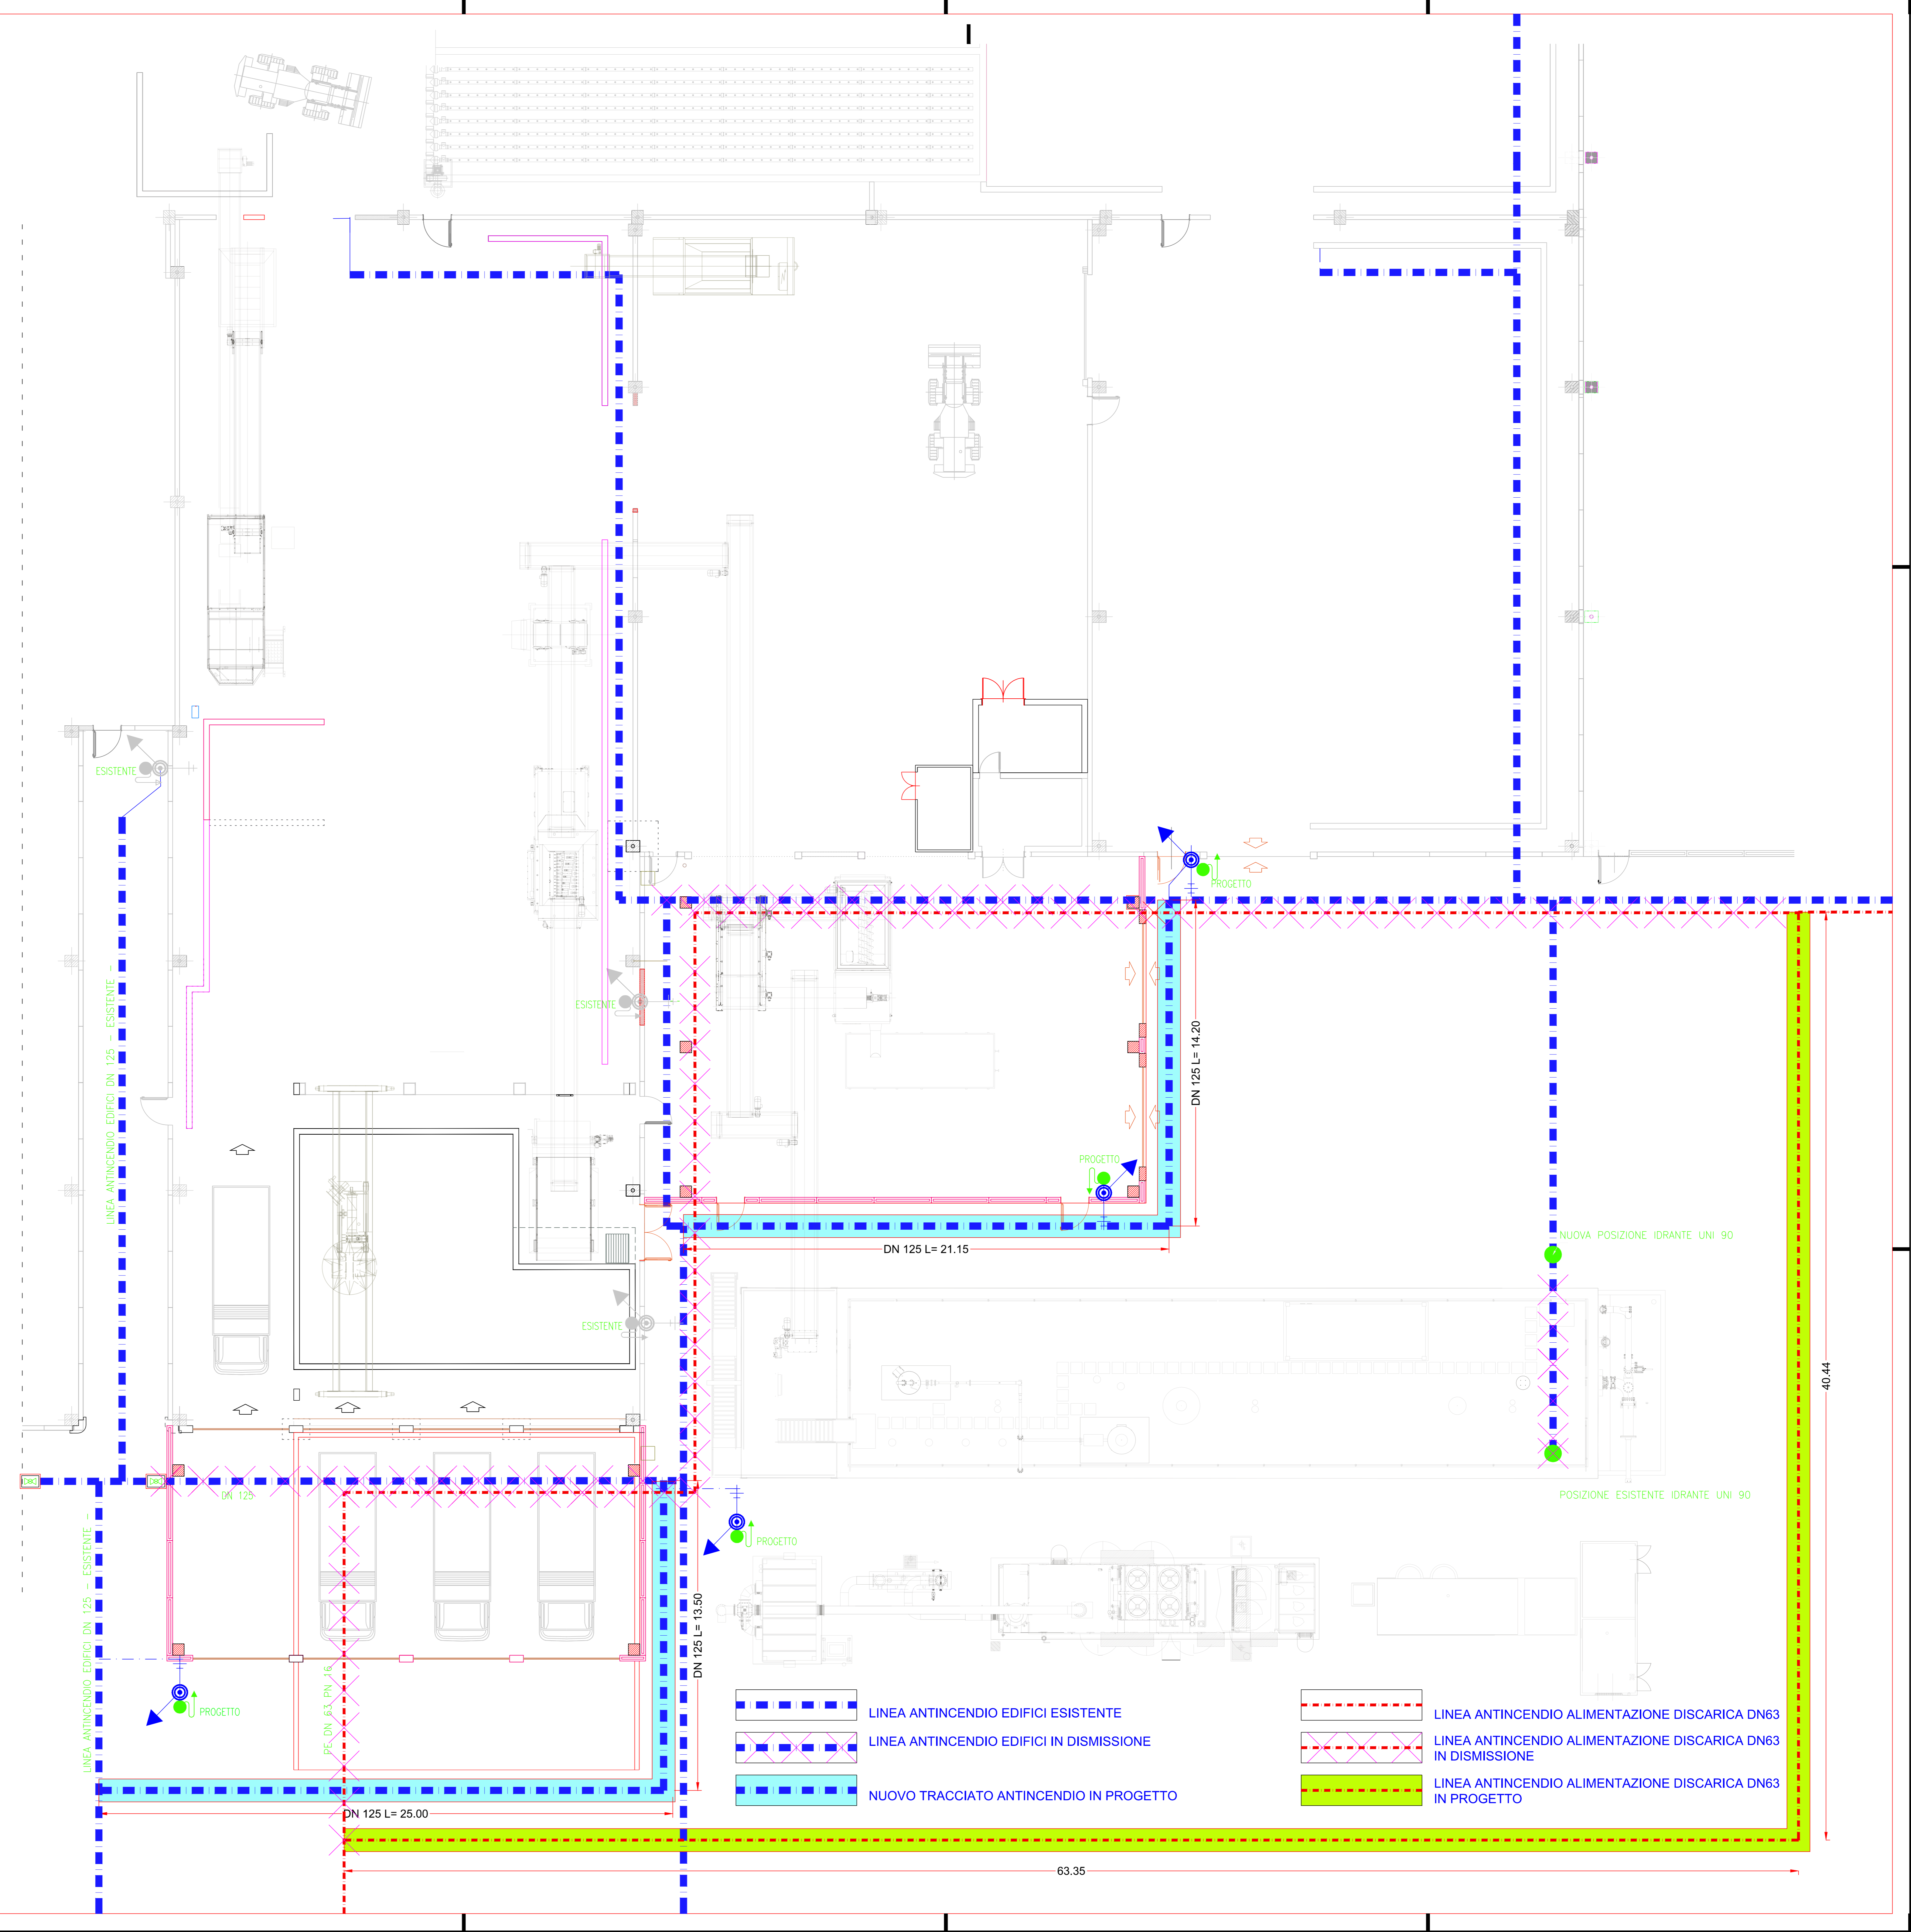 ESISTENTE
PROGETTO
LINEA ANTINCENDIO EDIFICI DN 125 - ESISTENTE -
ESISTENTE
DN 125 L= 14.20
PROGETTO
NUOVA POSIZIONE IDRANTE UNI 90
DN 125 L= 21.15
ESISTENTE
40.44
DN 125
POSIZIONE ESISTENTE IDRANTE UNI 90
PROGETTO
LINEA ANTINCENDIO EDIFICI DN 125 - ESISTENTE -
DN 125 L= 13.50
PE DN 63 PN 16
PROGETTO
LINEA ANTINCENDIO EDIFICI ESISTENTE
LINEA ANTINCENDIO EDIFICI IN DISMISSIONE
NUOVO TRACCIATO ANTINCENDIO IN PROGETTO
LINEA ANTINCENDIO ALIMENTAZIONE DISCARICA DN63
LINEA ANTINCENDIO ALIMENTAZIONE DISCARICA DN63
IN DISMISSIONE
LINEA ANTINCENDIO ALIMENTAZIONE DISCARICA DN63
IN PROGETTO
DN 125 L= 25.00
63.35